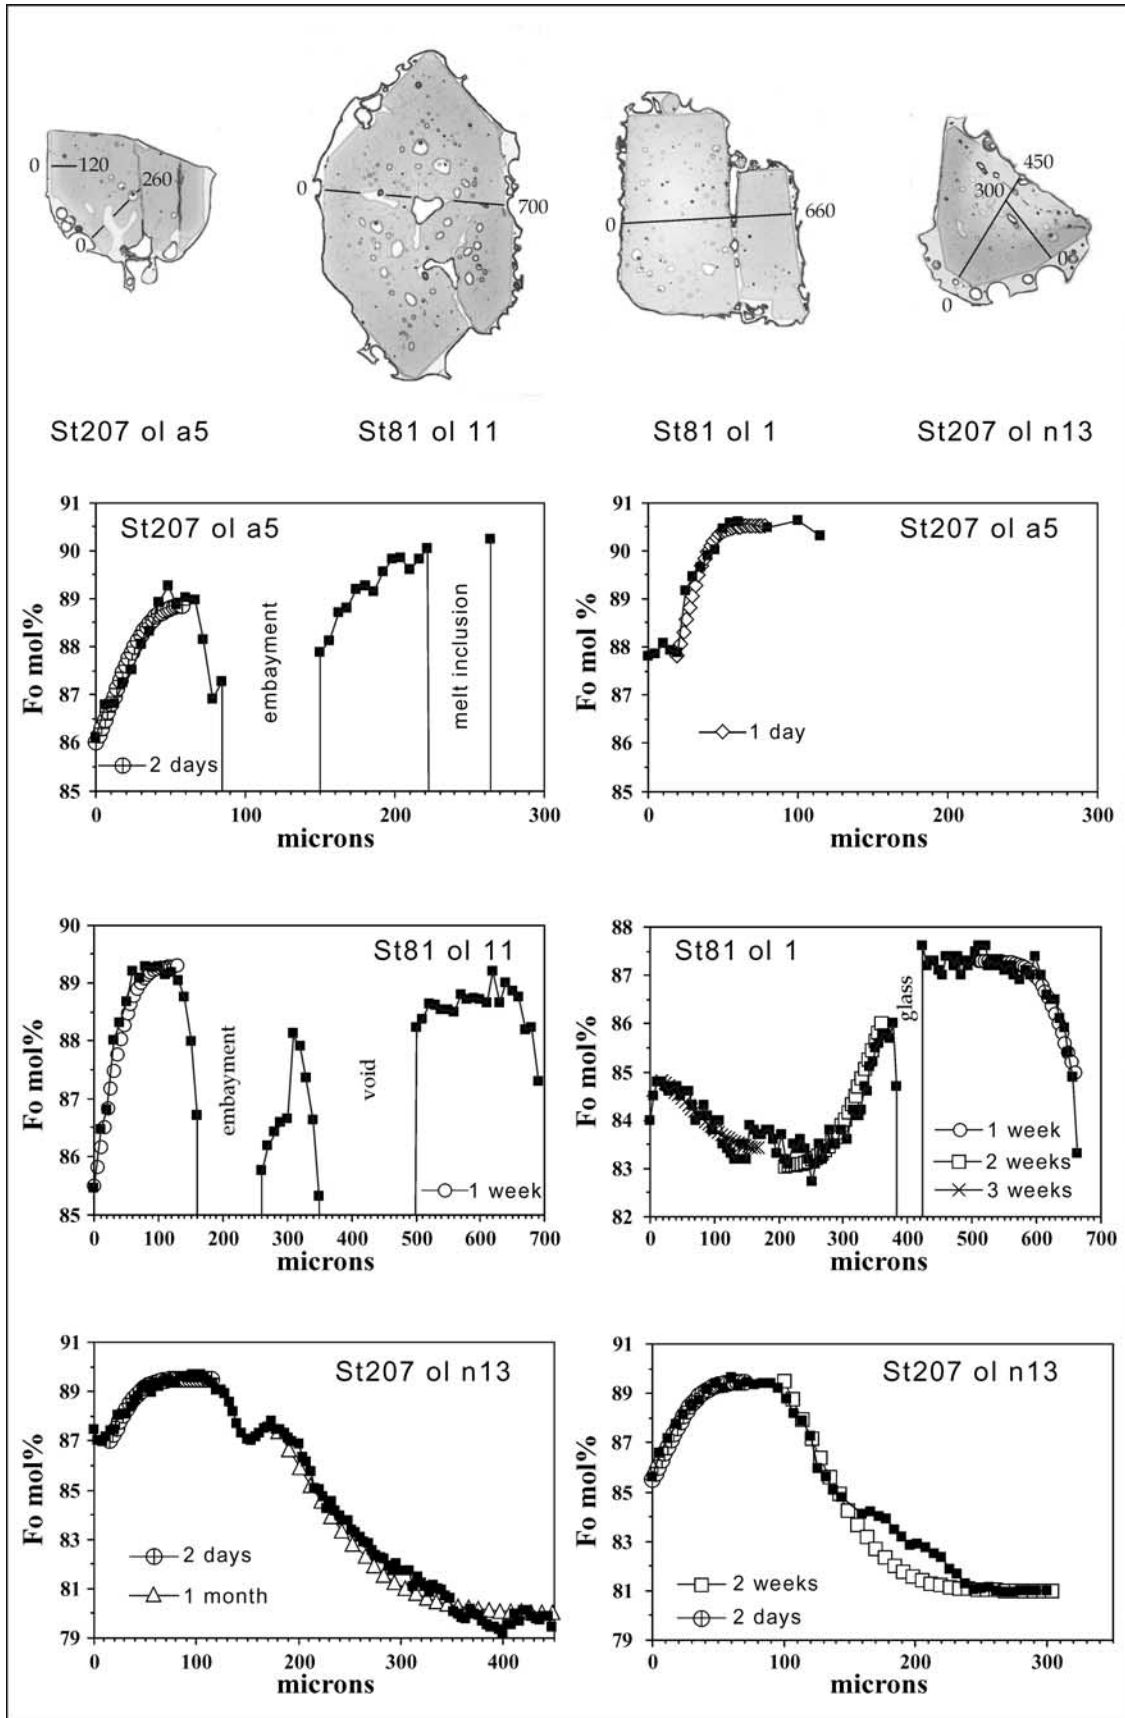 0 120 260 0
0 700
0 660
450 300 0 0
St207 ol a5 St81 ol 11 St81 ol 1 St207 ol n13
St207 ol a5
Fo mol%
91
90
89
88
87
86
85
embayment
melt inclusion
2 days
0 100 200 300
microns
St207 ol a5
Fo mol %
91
90
89
88
87
86
85
1 day
0 100 200 300
microns
St81 ol 11
Fo mol%
90
89
88
87
86
85
embayment
void
1 week
0 100 200 300 400 500 600 700
microns
St81 ol 1
Fo mol%
88
87
86
85
84
83
82
glass
1 week
2 weeks
3 weeks
0 100 200 300 400 500 600 700
microns
St207 ol n13
Fo mol%
91
89
87
85
83
81
79
2 days
1 month
0 100 200 300 400
microns
St207 ol n13
Fo mol%
91
89
87
85
83
81
79
2 weeks
2 days
0 100 200 300
microns